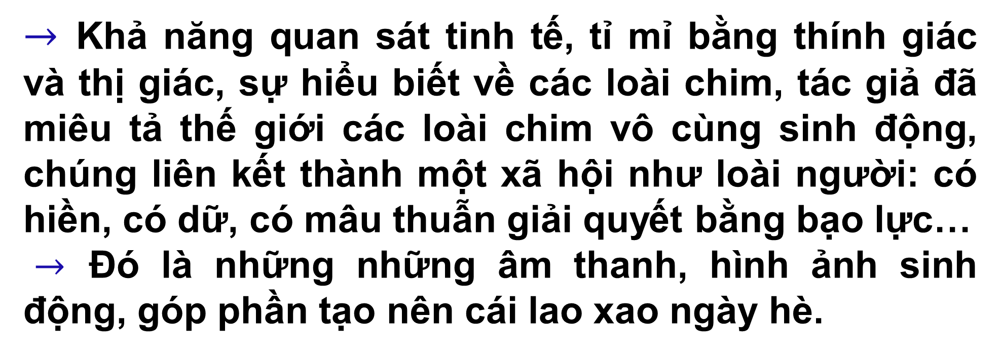 → Khả năng quan sát tinh tế, tỉ mỉ bằng thính giác
và thị giác, sự hiểu biết về các loài chim, tác giả đã
miêu tả thế giới các loài chim vô cùng sinh động,
chúng liên kết thành một xã hội như loài người: có
hiền, có dữ, có mâu thuẫn giải quyết bằng bạo lực…
→ Đó là những những âm thanh, hình ảnh sinh
động, góp phần tạo nên cái lao xao ngày hè.